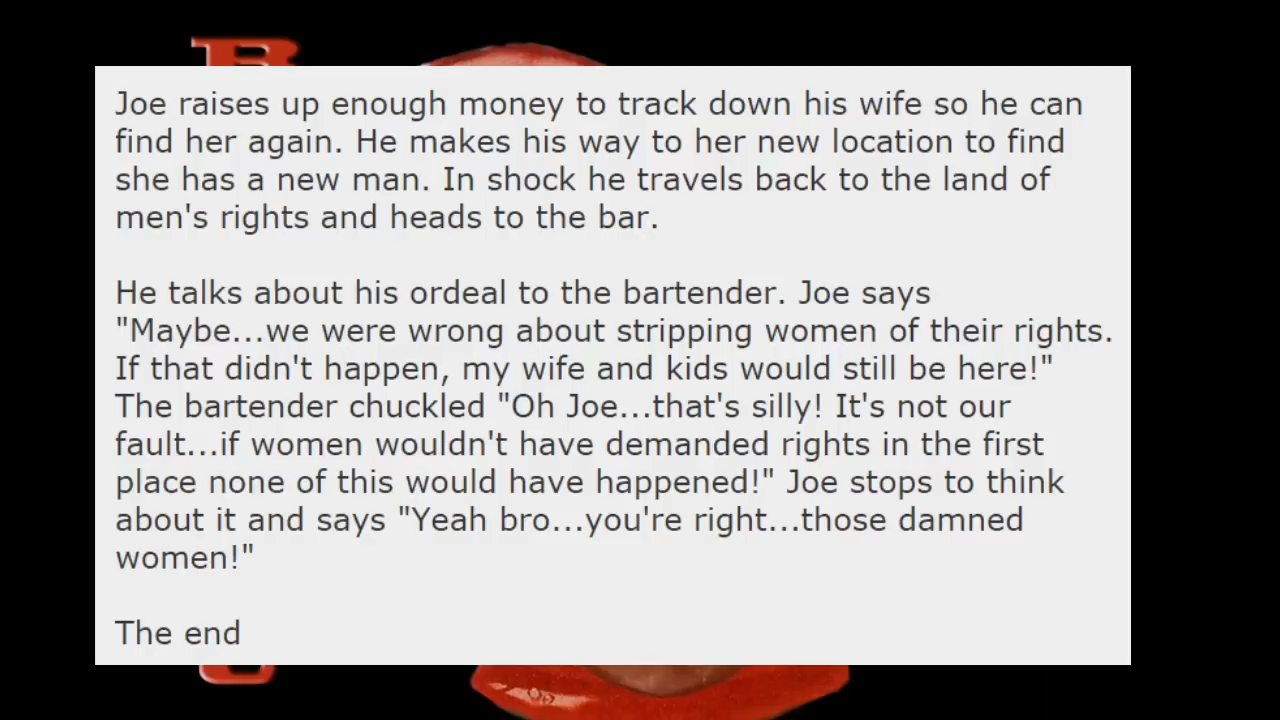 Joe raises up enough money to track down his wife so he can
find her again. He makes his way to her new location to find
she has a new man. In shock he travels back to the land of
men's rights and heads to the bar.
He talks about his ordeal to the bartender. Joe says
"Maybe...we were wrong about stripping women of their rights.
If that didn't happen, my wife and kids would still be here!"
The bartender chuckled "Oh Joe...that's silly! It's not our
fault...if women wouldn't have demanded rights in the first
place none of this would have happened!" Joe stops to think
about it and says "Yeah bro...you're right...those damned
women!"
The end